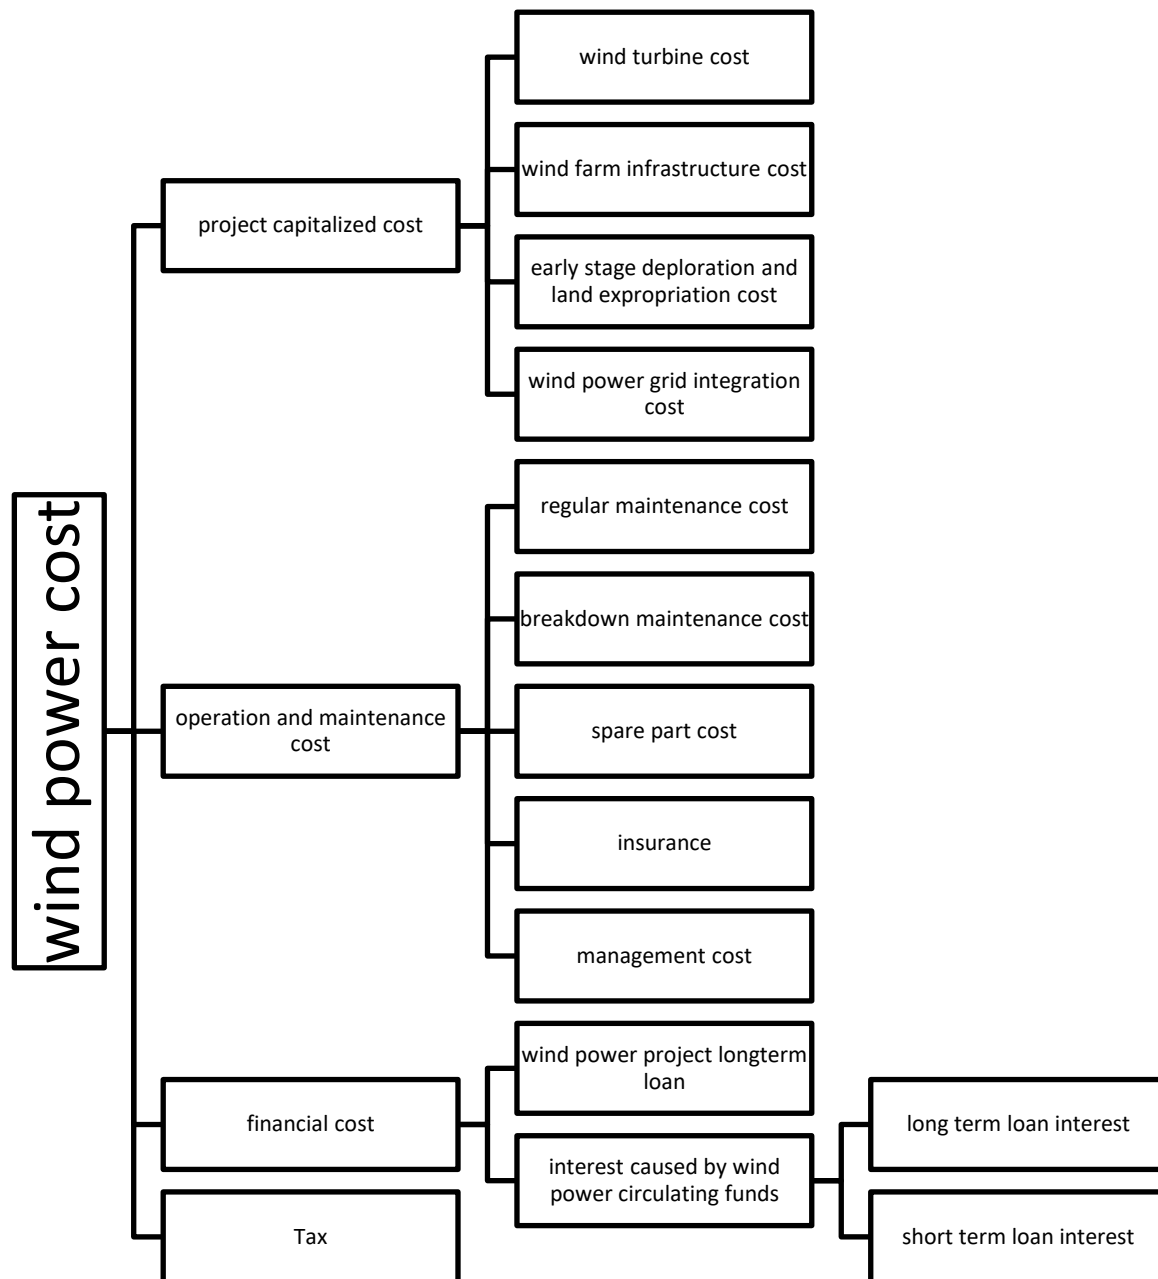 wind power cost
project capitalized cost
wind turbine cost
wind farm infrastructure cost
early stage deploration and
land expropriation cost
wind power grid integration
cost
operation and maintenance
cost
regular maintenance cost
breakdown maintenance cost
spare part cost
insurance
management cost
financial cost
wind power project longterm
loan
interest caused by wind
power circulating funds
long term loan interest
short term loan interest
Tax